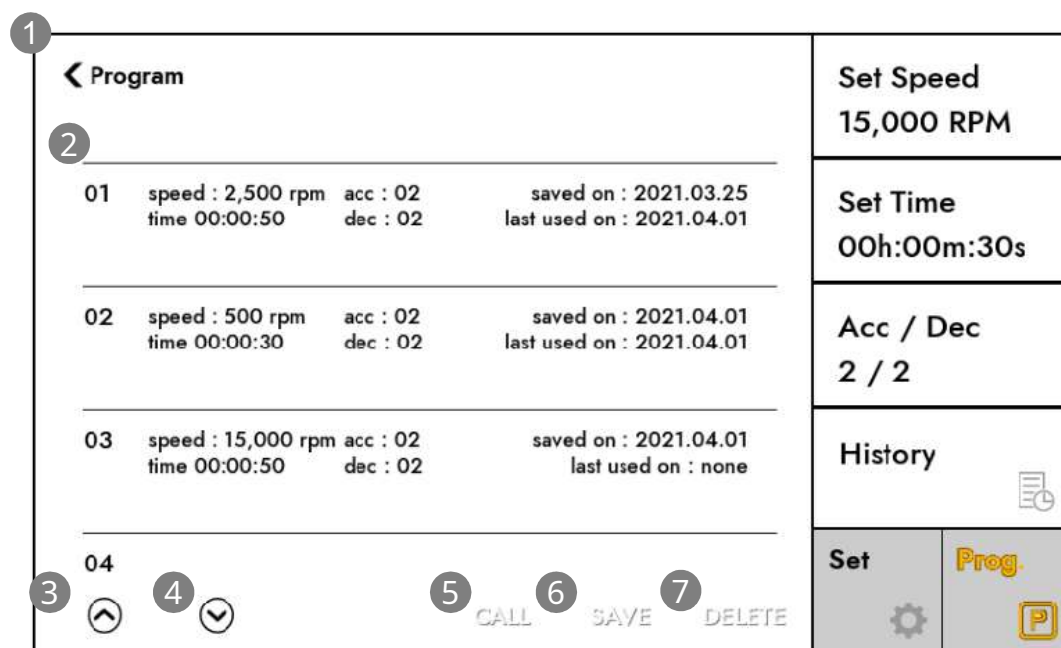 1
Program
2
01 speed : 2,500 rpm acc : 02 saved on : 2021.03.25
time 00:00:50 dec : 02 last used on : 2021.04.01
02 speed : 500 rpm acc : 02 saved on : 2021.04.01
time 00:00:30 dec : 02 last used on : 2021.04.01
03 speed : 15,000 rpm acc : 02 saved on : 2021.04.01
time 00:00:50 dec : 02 last used on : none
04
3 4 5 CALL 6 SAVE 7 DELETE
Set Speed
15,000 RPM
Set Time
00h:00m:30s
Acc / Dec
2 / 2
History
Set Prog.
P